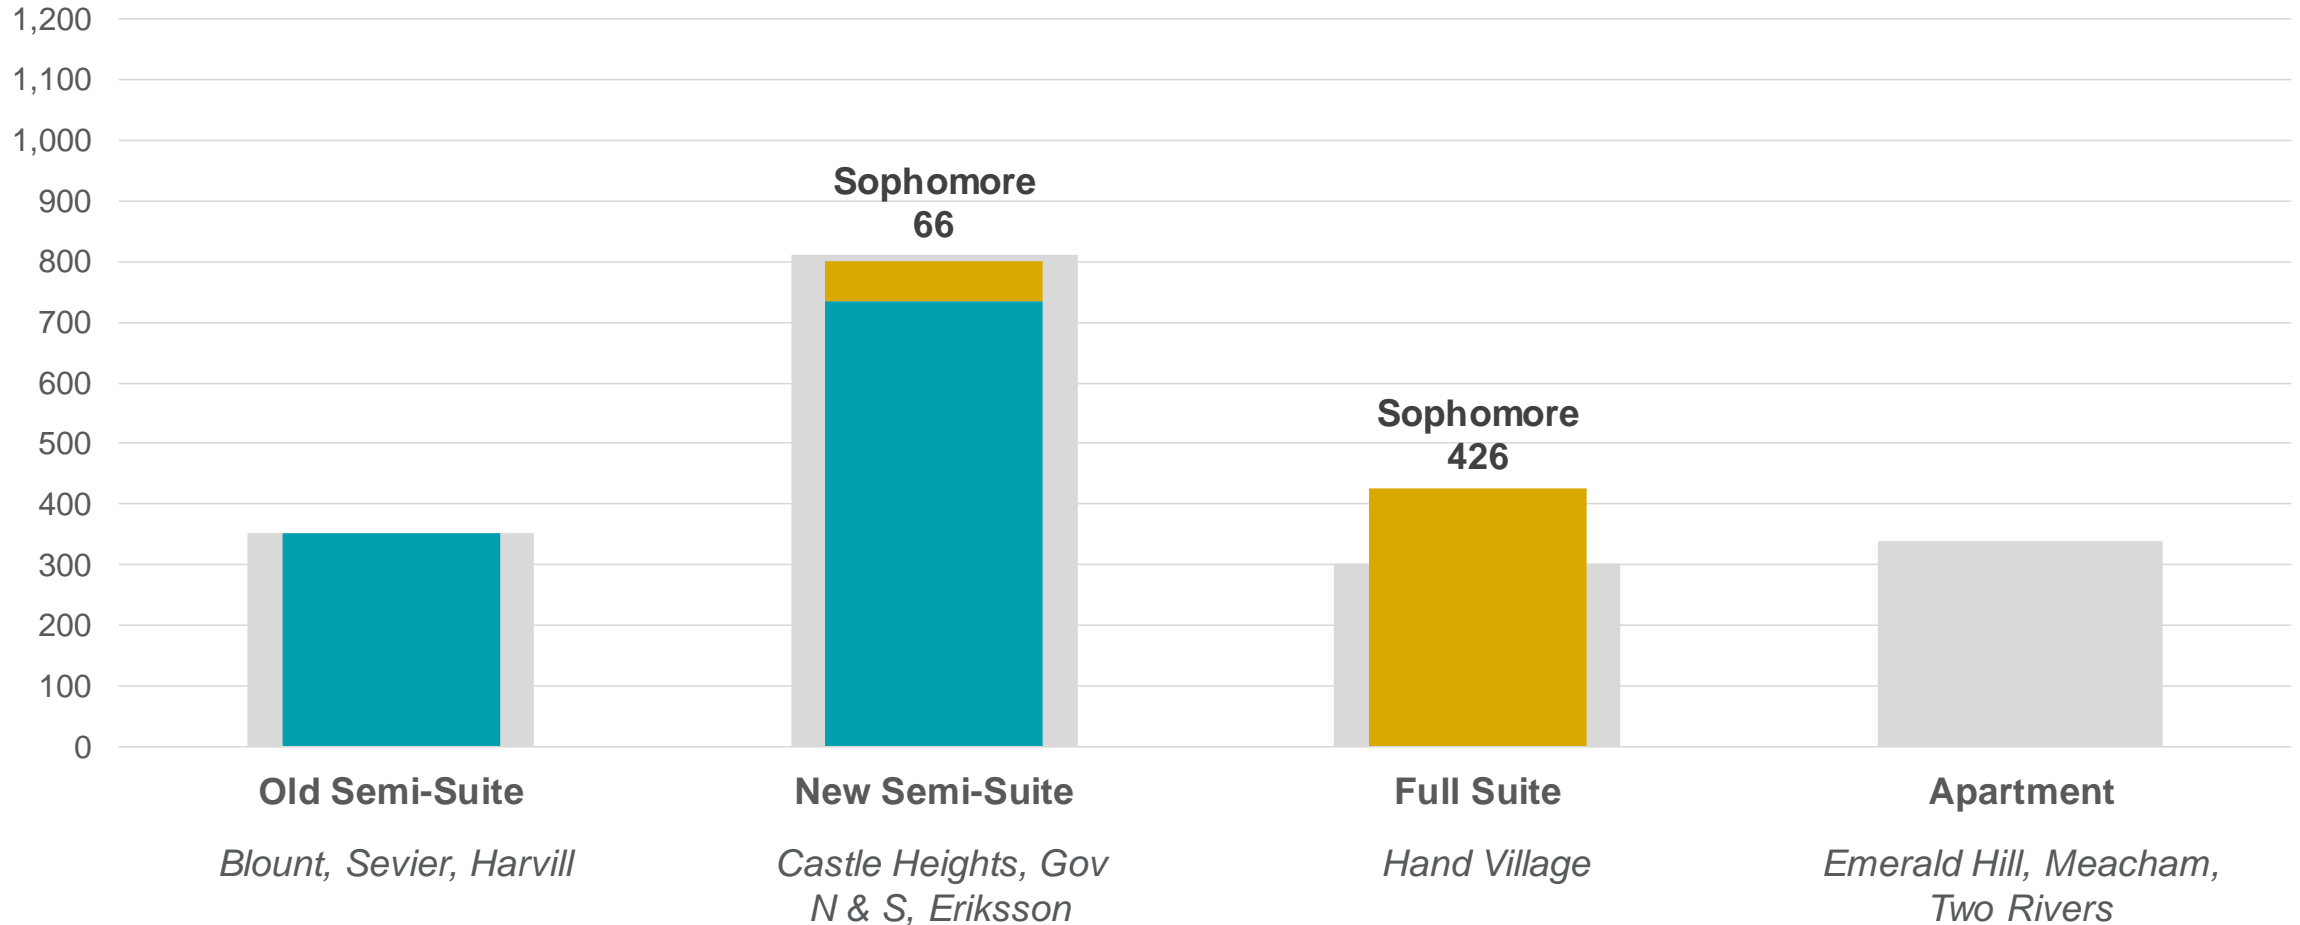 1,200
1,100
1,000
900
800
700
600
500
400
300
200
100
0
Sophomore
66
Sophomore
426
Old Semi-Suite
New Semi-Suite
Full Suite
Apartment
Blount, Sevier, Harvill
Castle Heights, Gov
N & S, Eriksson
Hand Village
Emerald Hill, Meacham,
Two Rivers